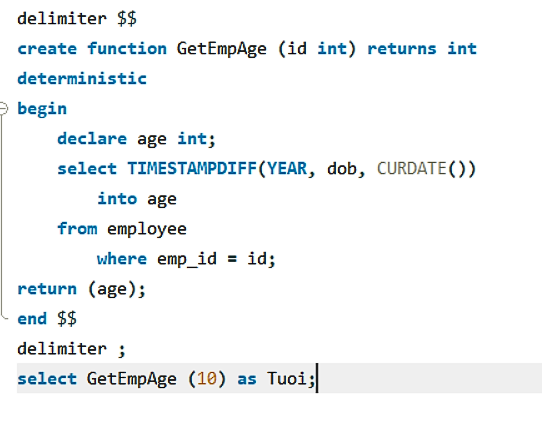 delimiter $$
create function GetEmpAge (id int) returns int
deterministic
begin
    declare age int;
    select TIMESTAMPDIFF(YEAR, dob, CURDATE())
        into age
    from employee
        where emp_id = id;
return (age);
end $$
delimiter ;
select GetEmpAge (10) as Tuoi;